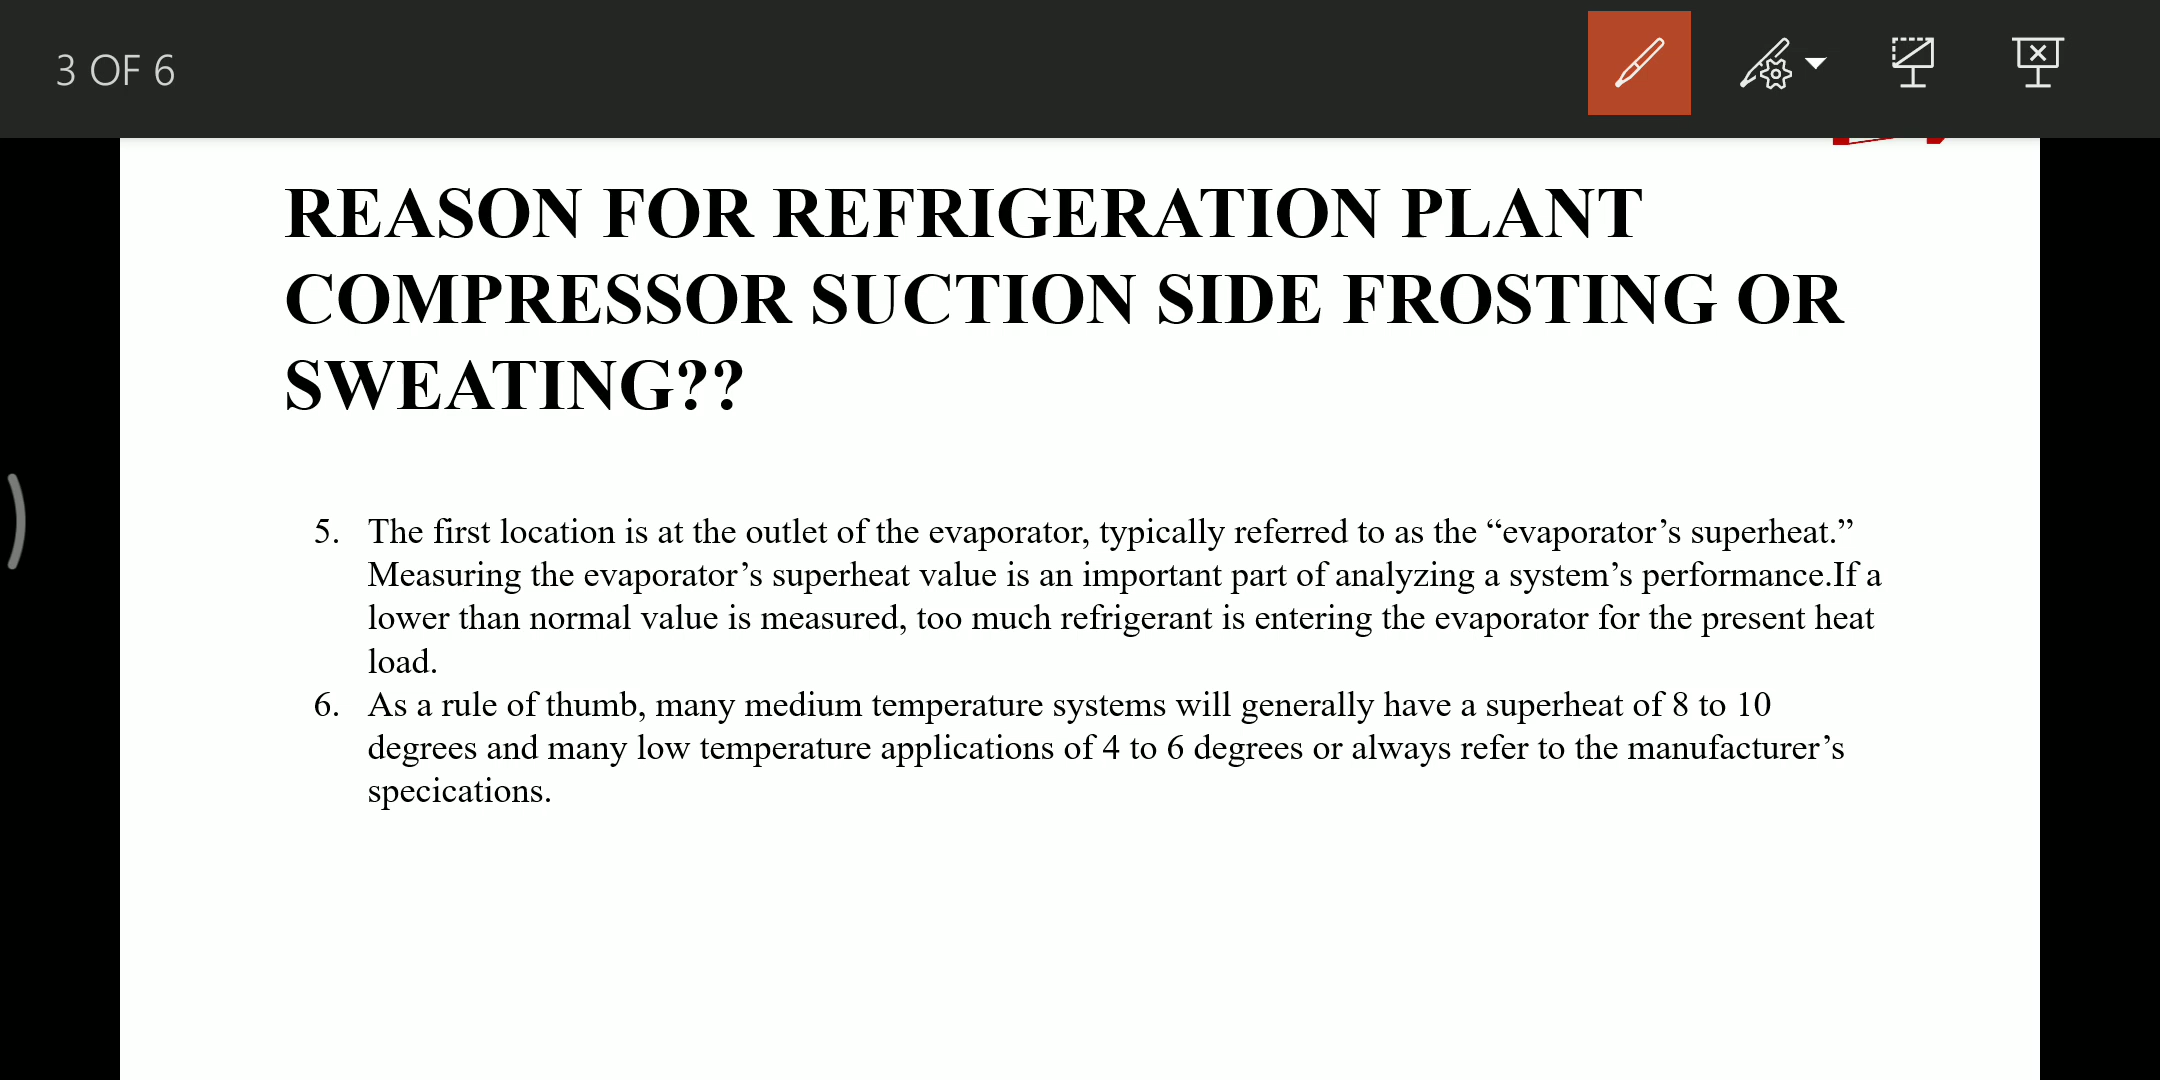 3 OF 6
REASON FOR REFRIGERATION PLANT
COMPRESSOR SUCTION SIDE FROSTING OR
SWEATING??
5. The first location is at the outlet of the evaporator, typically referred to as the “evaporator’s superheat.”
Measuring the evaporator’s superheat value is an important part of analyzing a system’s performance.If a
lower than normal value is measured, too much refrigerant is entering the evaporator for the present heat
load.
6. As a rule of thumb, many medium temperature systems will generally have a superheat of 8 to 10
degrees and many low temperature applications of 4 to 6 degrees or always refer to the manufacturer’s
specications.